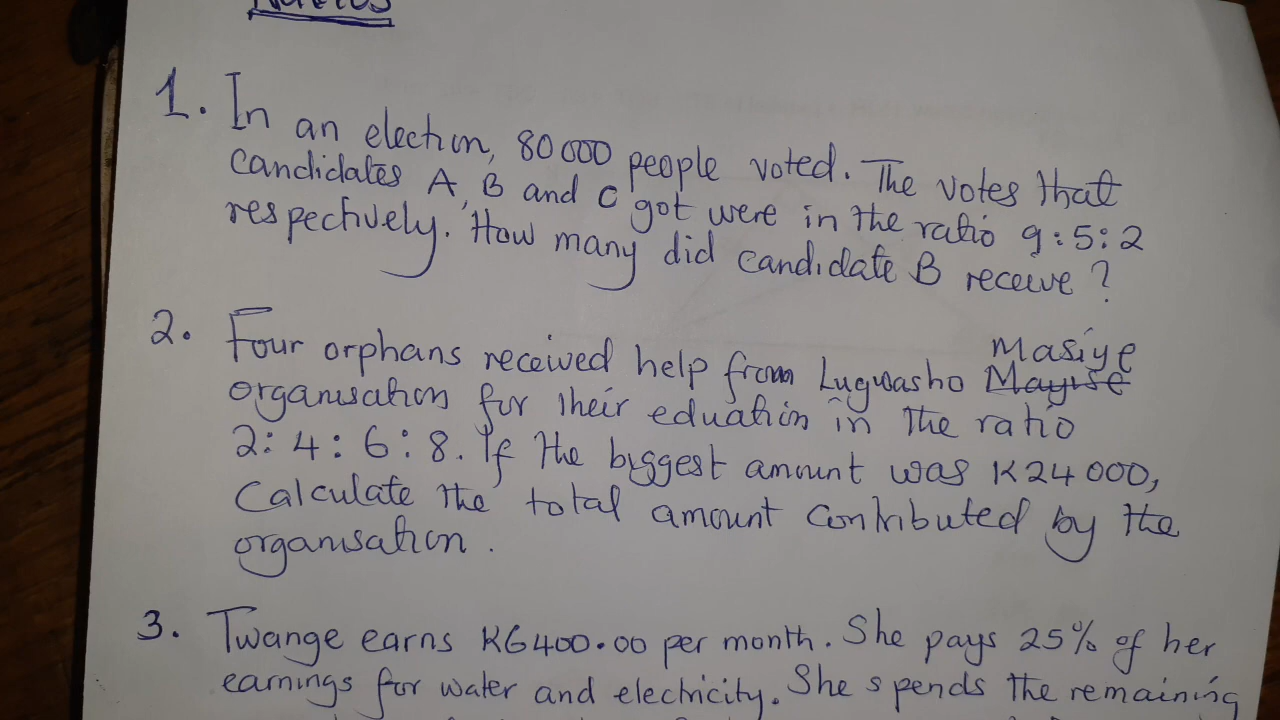 1. In an election, 80 000 people voted. The votes that
candidates A, B and C got were in the ratio 9:5:2
respectively. How many did candidate B receive?
2. Four orphans received help from Lugwasho Masiye
organisation for their eduation in the ratio
2: 4: 6: 8. If the biggest amount was K24 000,
Calculate the total amount contributed by the
organisation.
3. Twange earns K6400.00 per month. She pays 25% of her
earnings for water and electricity. She spends the remaining